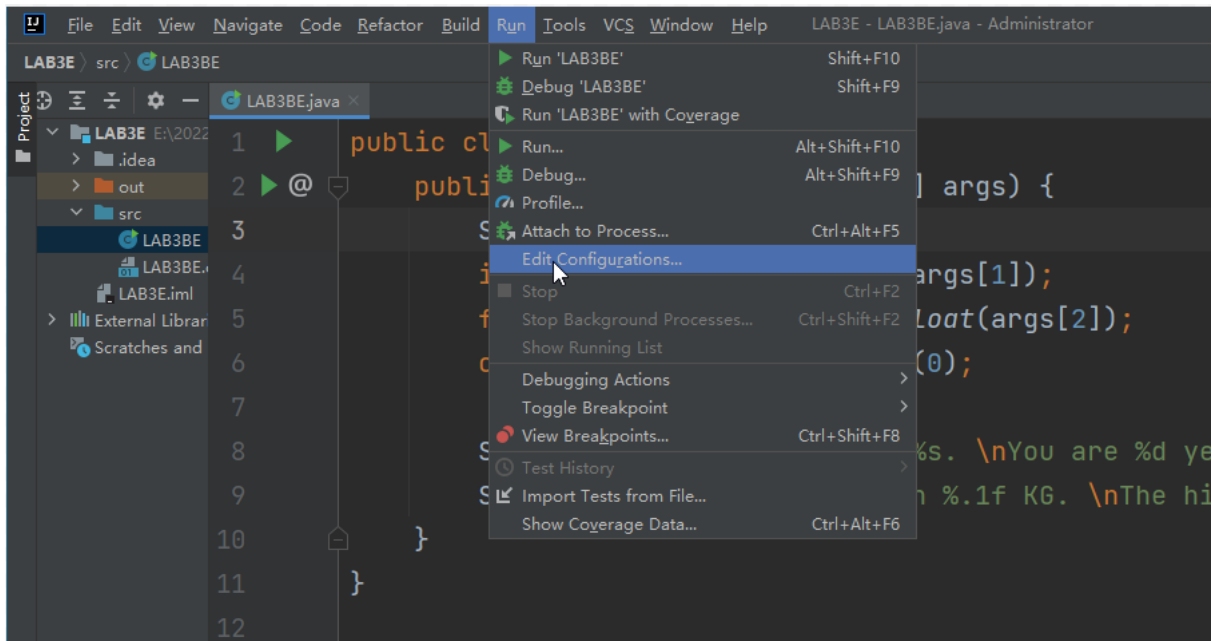 File Edit View Navigate Code Refactor Build Run Tools VCS Window Help LAB3E - LAB3BE.java - Administrator
LAB3E src LAB3BE
Project
LAB3BE.java
LAB3E E:\2022
.idea
out
src
LAB3BE
LAB3BE.
LAB3E.iml
External Librar
Scratches and
Run 'LAB3BE' Shift+F10
Debug 'LAB3BE' Shift+F9
Run 'LAB3BE' with Coverage
Run... Alt+Shift+F10
Debug... Alt+Shift+F9
Profile...
Attach to Process... Ctrl+Alt+F5
Edit Configurations...
Stop Ctrl+F2
Stop Background Processes... Ctrl+Shift+F2
Show Running List
Debugging Actions
Toggle Breakpoint
View Breakpoints... Ctrl+Shift+F8
Test History
Import Tests from File...
Show Coverage Data... Ctrl+Alt+F6
1 public cl
2 @ publi ] args) {
3 S
4 i args[1]);
5 f loat(args[2]);
6 c (0);
7
8 S %s. \nYou are %d ye
9 S n %.1f KG. \nThe hi
10 }
11 }
12